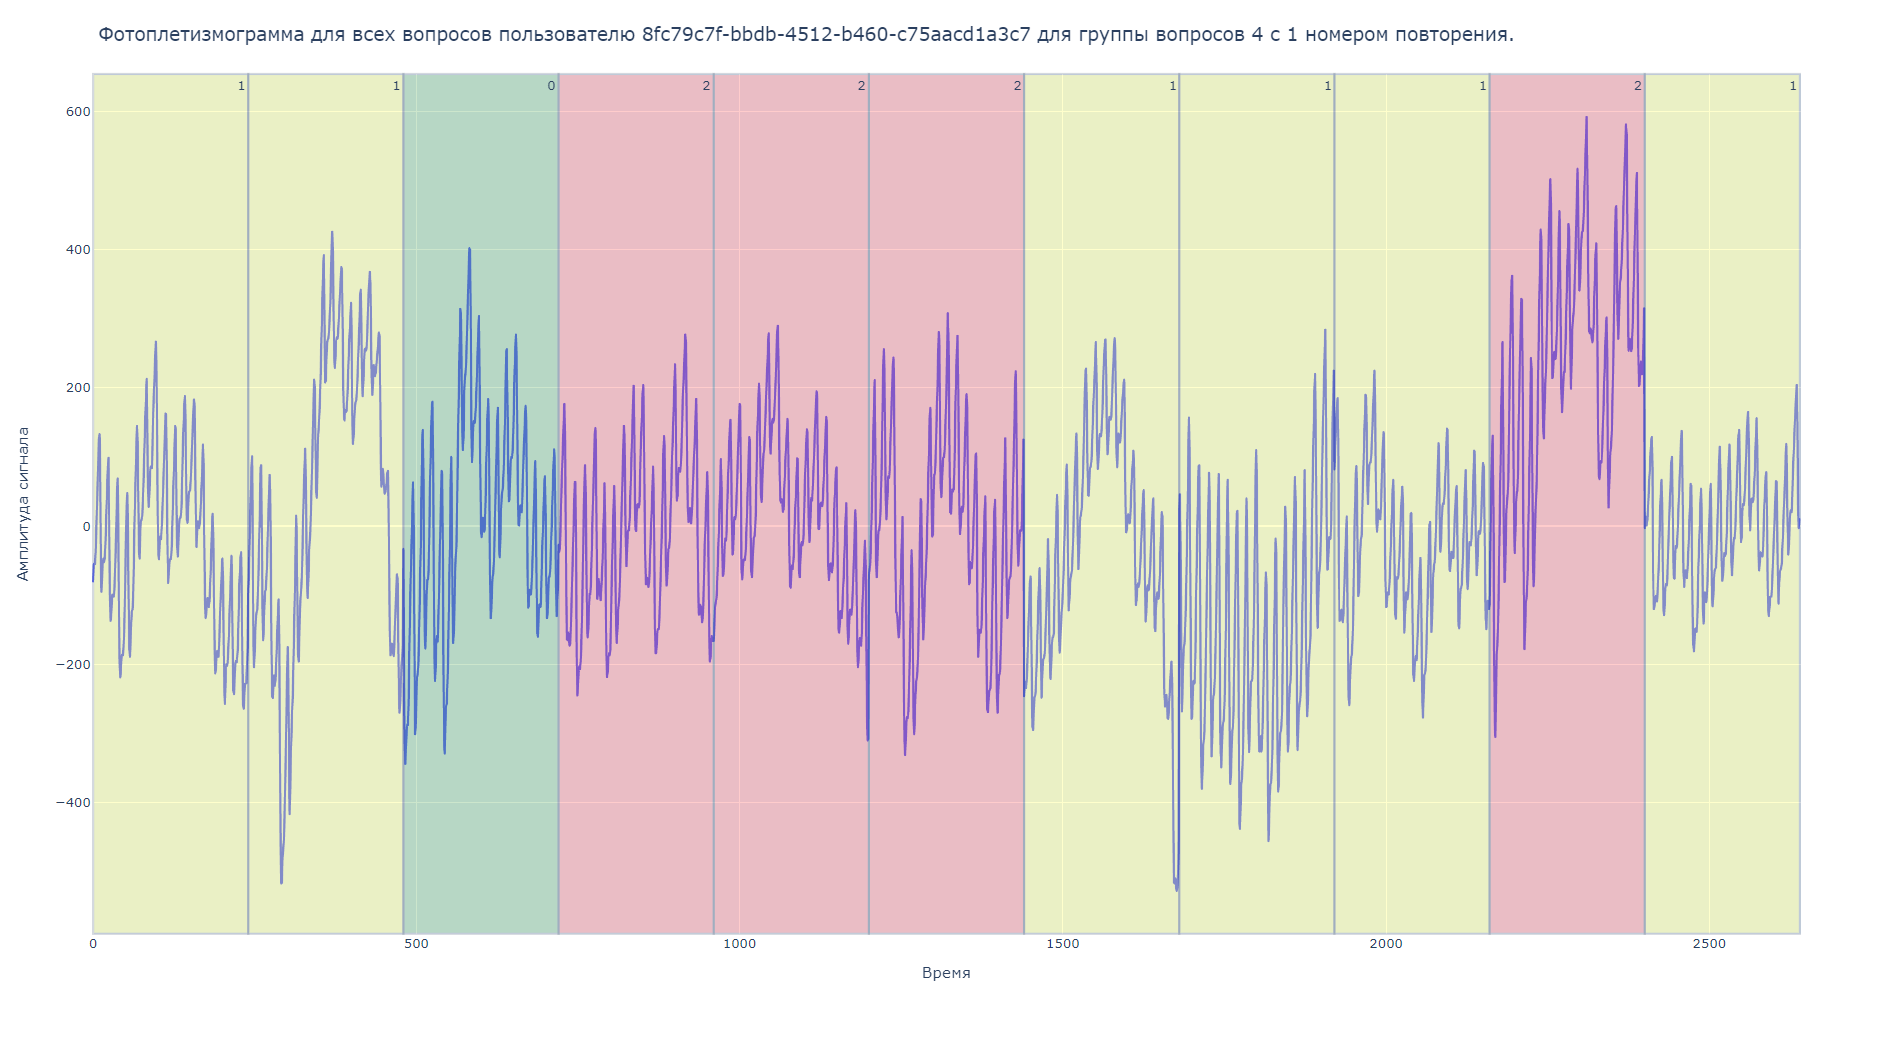 Фотоплетизмограмма для всех вопросов пользователю 8fc79c7f-bbdb-4512-b460-c75aacd1a3c7 для группы вопросов 4 с 1 номером повторения.
1 1 0 2 2 2 1 1 1 2 1
600
400
200
0
−200
−400
Амплитуда сигнала
0 500 1000 1500 2000 2500
Время